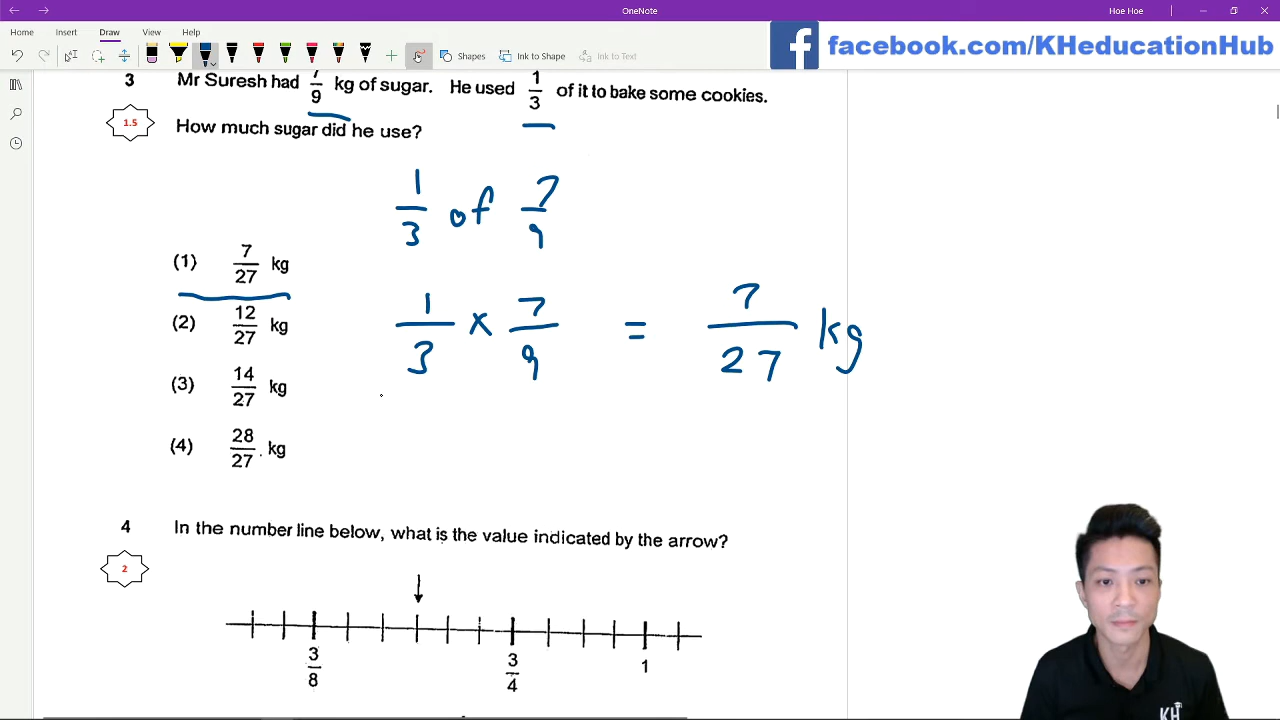 OneNote
Hoe Hoe
Home Insert Draw View Help
Shapes Ink to Shape Ink to Text
facebook.com/KHeducationHub
3 Mr Suresh had 7/9 kg of sugar. He used 1/3 of it to bake some cookies.
1.5 How much sugar did he use?
1/3 of 7/9
(1) 7/27 kg
1/3 × 7/9 = 7/27 kg
(2) 12/27 kg
(3) 14/27 kg
(4) 28/27 kg
4 In the number line below, what is the value indicated by the arrow?
2
3/8 3/4 1
KH